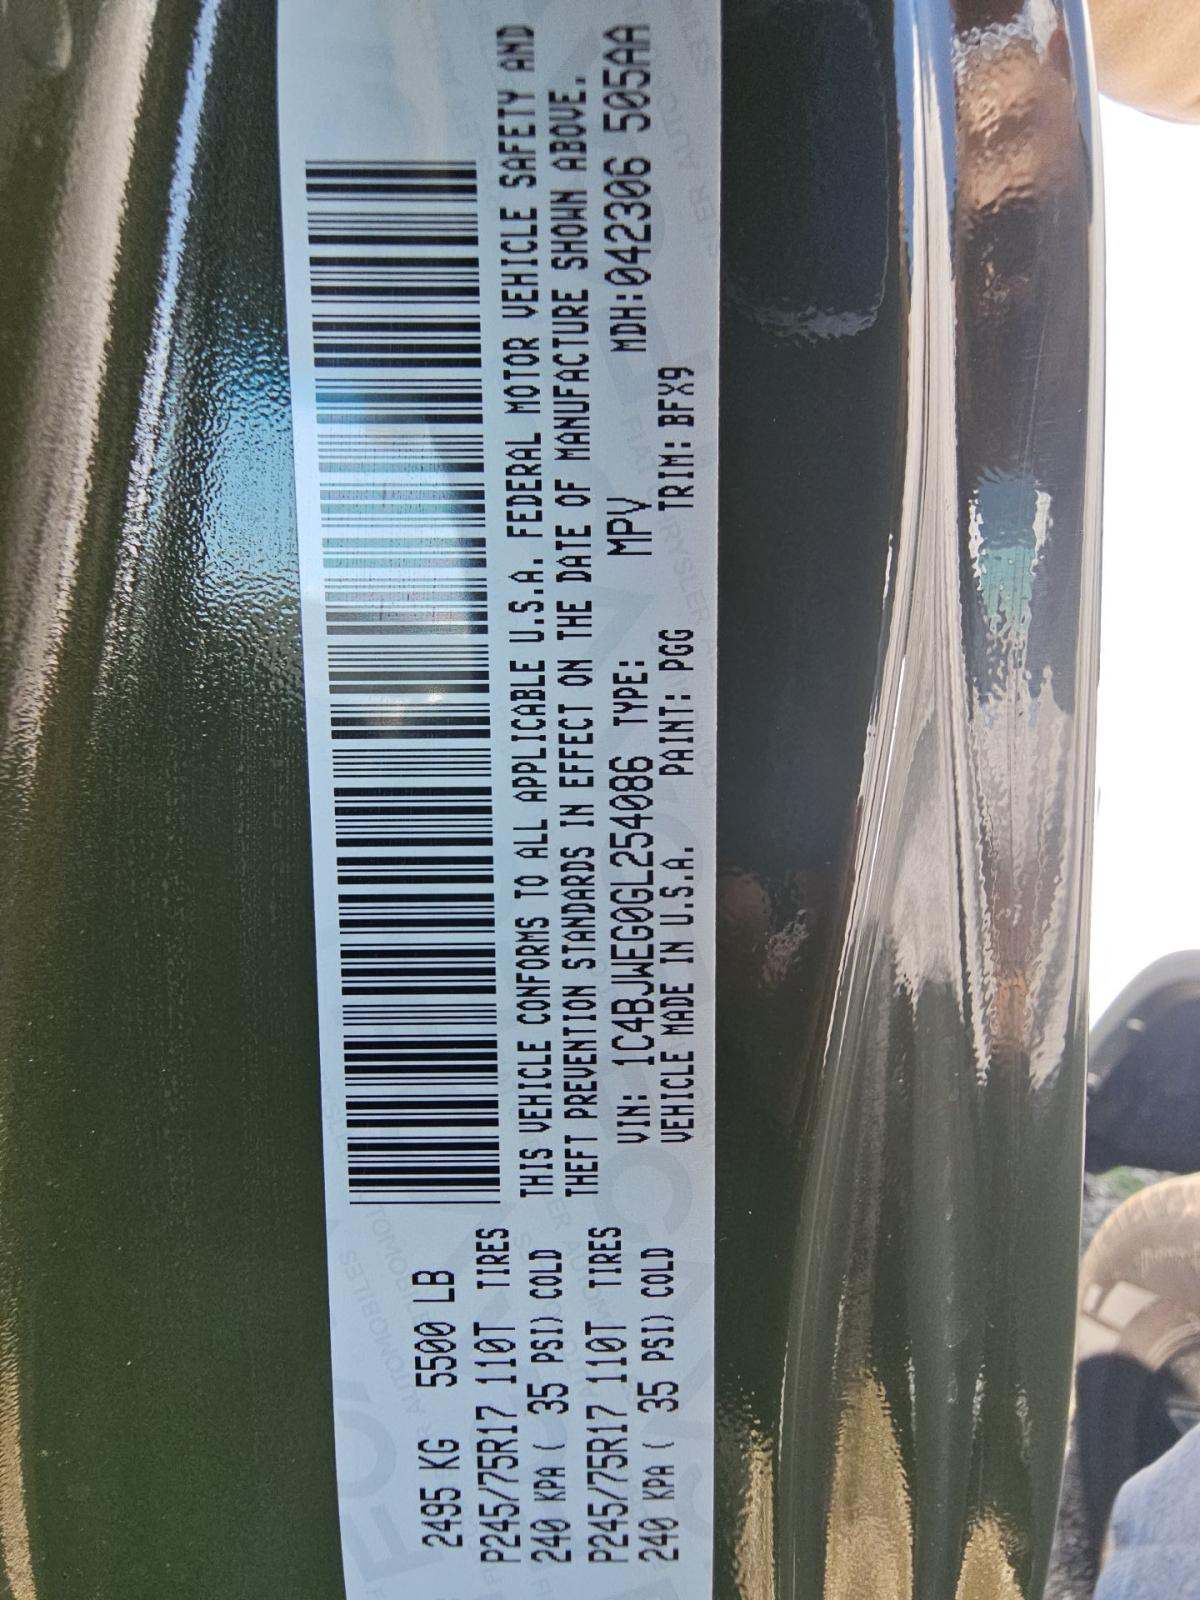 2495 KG 5500 LB
P245/75R17 110T TIRES
240 KPA ( 35 PSI) COLD
P245/75R17 110T TIRES
240 KPA ( 35 PSI) COLD
THIS VEHICLE CONFORMS TO ALL APPLICABLE U.S.A. FEDERAL MOTOR VEHICLE SAFETY AND
THEFT PREVENTION STANDARDS IN EFFECT ON THE DATE OF MANUFACTURE SHOWN ABOVE.
VIN: 1C4BJWEG0GL254086 TYPE: MPV MDH:042306 505AA
VEHICLE MADE IN U.S.A. PAINT: PGG TRIM: BFX9